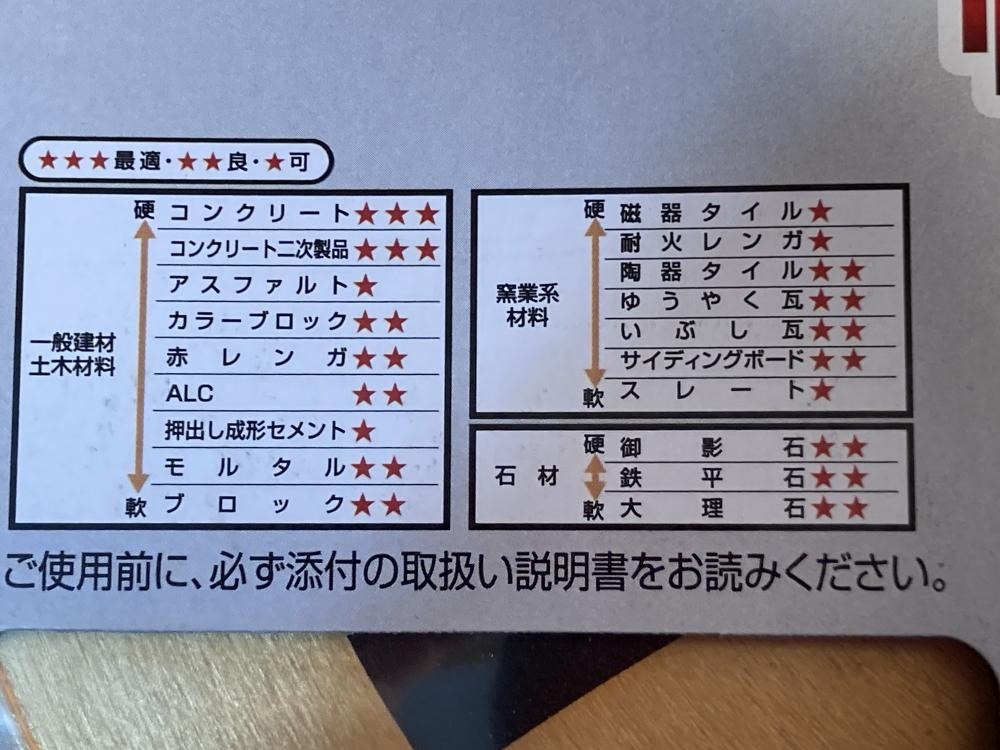 ★★★最適・★★良・★可
一般建材
土木材料
硬
軟
コンクリート★★★
コンクリート二次製品★★★
アスファルト★
カラーブロック★★
赤レンガ★★
ALC ★★
押出し成形セメント★
モルタル★★
ブロック★★
窯業系
材料
硬
軟
磁器タイル★
耐火レンガ★
陶器タイル★★
ゆうやく瓦★★
いぶし瓦★★
サイディングボード★★
スレート★
石材
硬
軟
御影石★★
鉄平石★★
大理石★★
ご使用前に、必ず添付の取扱い説明書をお読みください。